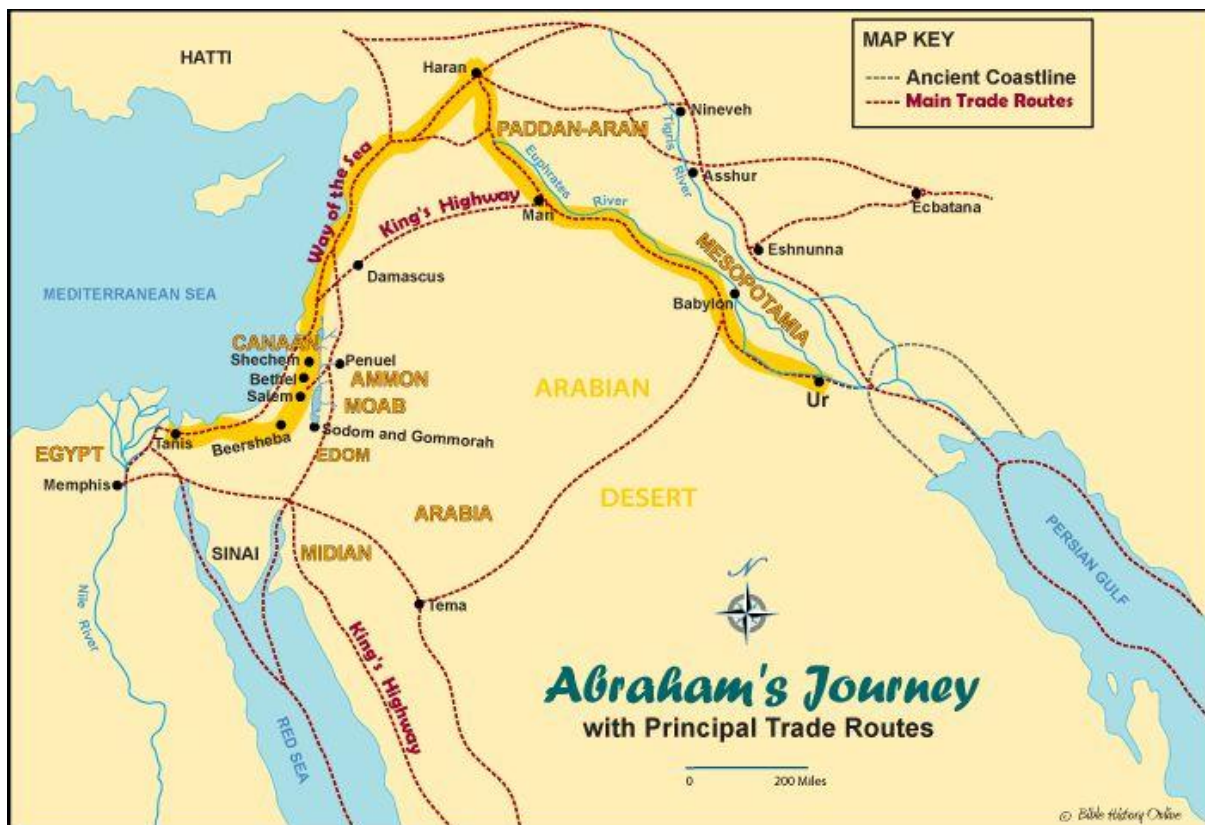 HATTI
MAP KEY
Ancient Coastline
Main Trade Routes
Haran
Nineveh
PADDAN-ARAM
Tigris
River
Asshur
Way of the Sea
Euphrates
River
King's Highway
Mari
Ecbatana
Eshnunna
MESOPOTAMIA
Damascus
MEDITERRANEAN SEA
Babylon
CANAAN
Shechem
Penuel
Bethel
AMMON
ARABIAN
Salem
MOAB
Ur
Tanis
Beersheba
Sodom and Gommorah
EGYPT
EDOM
Memphis
DESERT
ARABIA
SINAI
MIDIAN
PERSIAN GULF
Nile
River
Tema
N
King's Highway
RED SEA
Abraham's Journey
with Principal Trade Routes
0 200 Miles
© Bible History Online